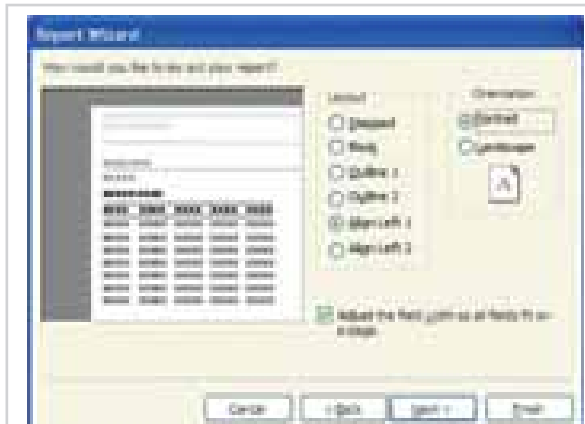 Report Wizard
How would you like to lay out your report?
Layout
Stepped
Block
Outline 1
Outline 2
Align Left 1
Align Left 2
Orientation
Portrait
Landscape
A
Adjust the field width so all fields fit on
a page.
Cancel
< Back
Next >
Finish